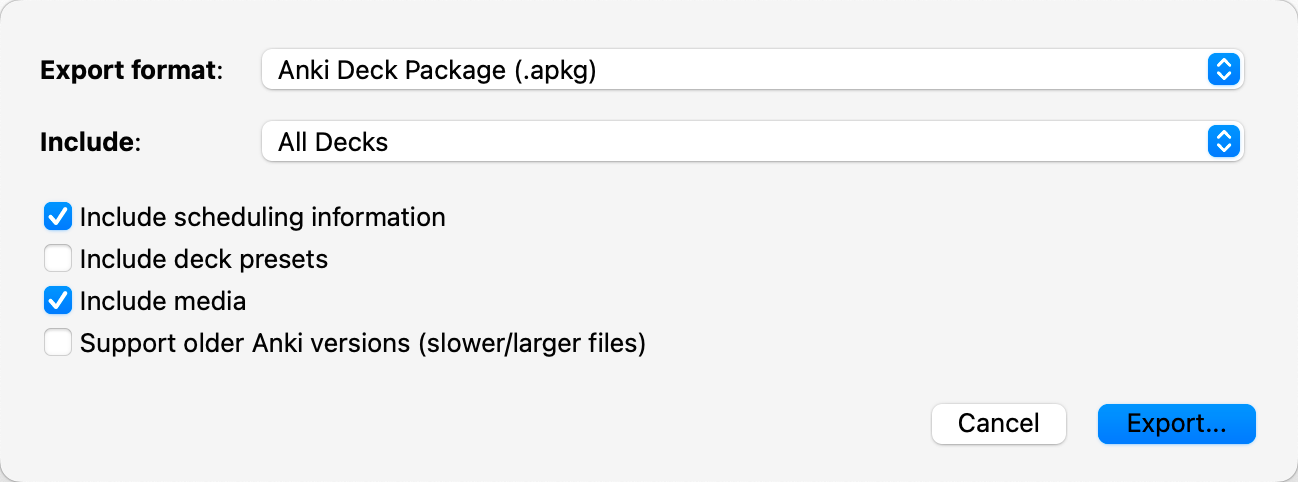 Export format: Anki Deck Package (.apkg)
Include: All Decks
Include scheduling information
Include deck presets
Include media
Support older Anki versions (slower/larger files)
Cancel Export...